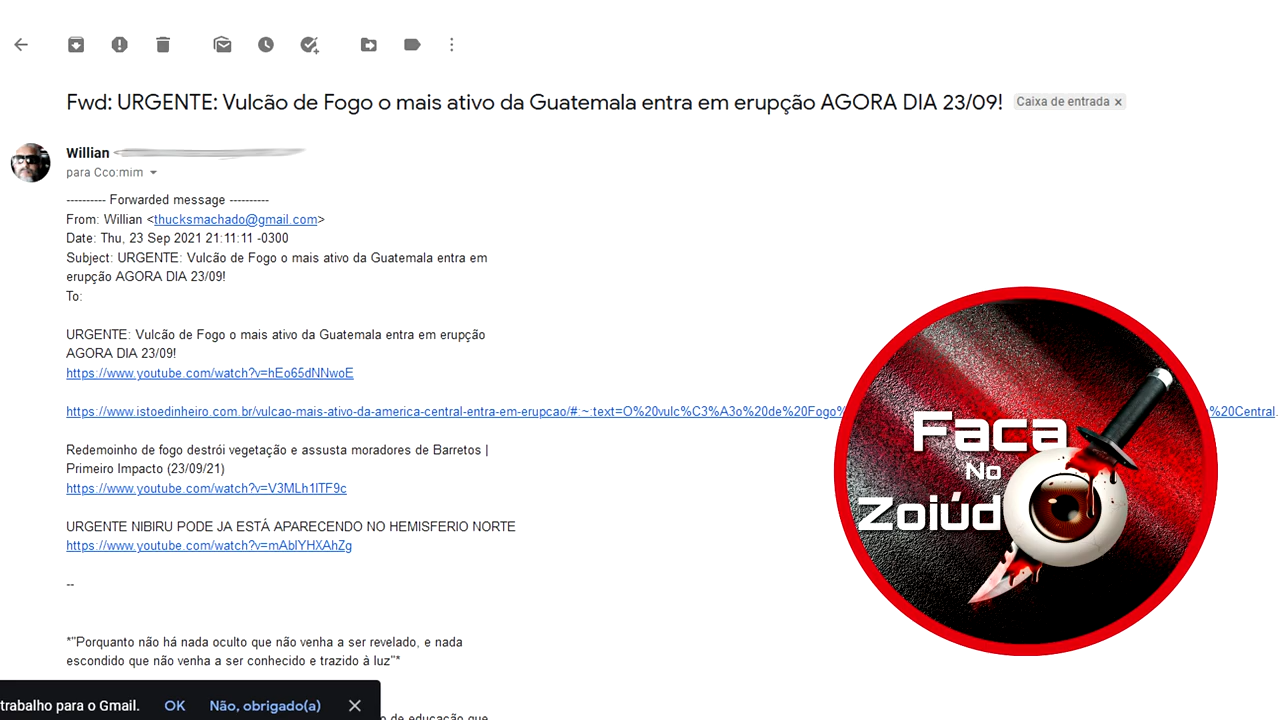 Fwd: URGENTE: Vulcão de Fogo o mais ativo da Guatemala entra em erupção AGORA DIA 23/09!
Caixa de entrada ×
Willian
para Cco:mim
---------- Forwarded message ----------
From: Willian <thucksmachado@gmail.com>
Date: Thu, 23 Sep 2021 21:11:11 -0300
Subject: URGENTE: Vulcão de Fogo o mais ativo da Guatemala entra em
erupção AGORA DIA 23/09!
To:
URGENTE: Vulcão de Fogo o mais ativo da Guatemala entra em erupção
AGORA DIA 23/09!
https://www.youtube.com/watch?v=hEo65dNNwoE
https://www.istoedinheiro.com.br/vulcao-mais-ativo-da-america-central-entra-em-erupcao/#:~:text=O%20vulc%C3%A3o%20de%20Fogo%
%20Central.
Redemoinho de fogo destrói vegetação e assusta moradores de Barretos |
Primeiro Impacto (23/09/21)
https://www.youtube.com/watch?v=V3MLh1lTF9c
URGENTE NIBIRU PODE JA ESTÁ APARECENDO NO HEMISFERIO NORTE
https://www.youtube.com/watch?v=mAblYHXAhZg
--
*"Porquanto não há nada oculto que não venha a ser revelado, e nada
escondido que não venha a ser conhecido e trazido à luz"*
de educação que
trabalho para o Gmail.
OK
Não, obrigado(a)
Faca
No
Zoiúd